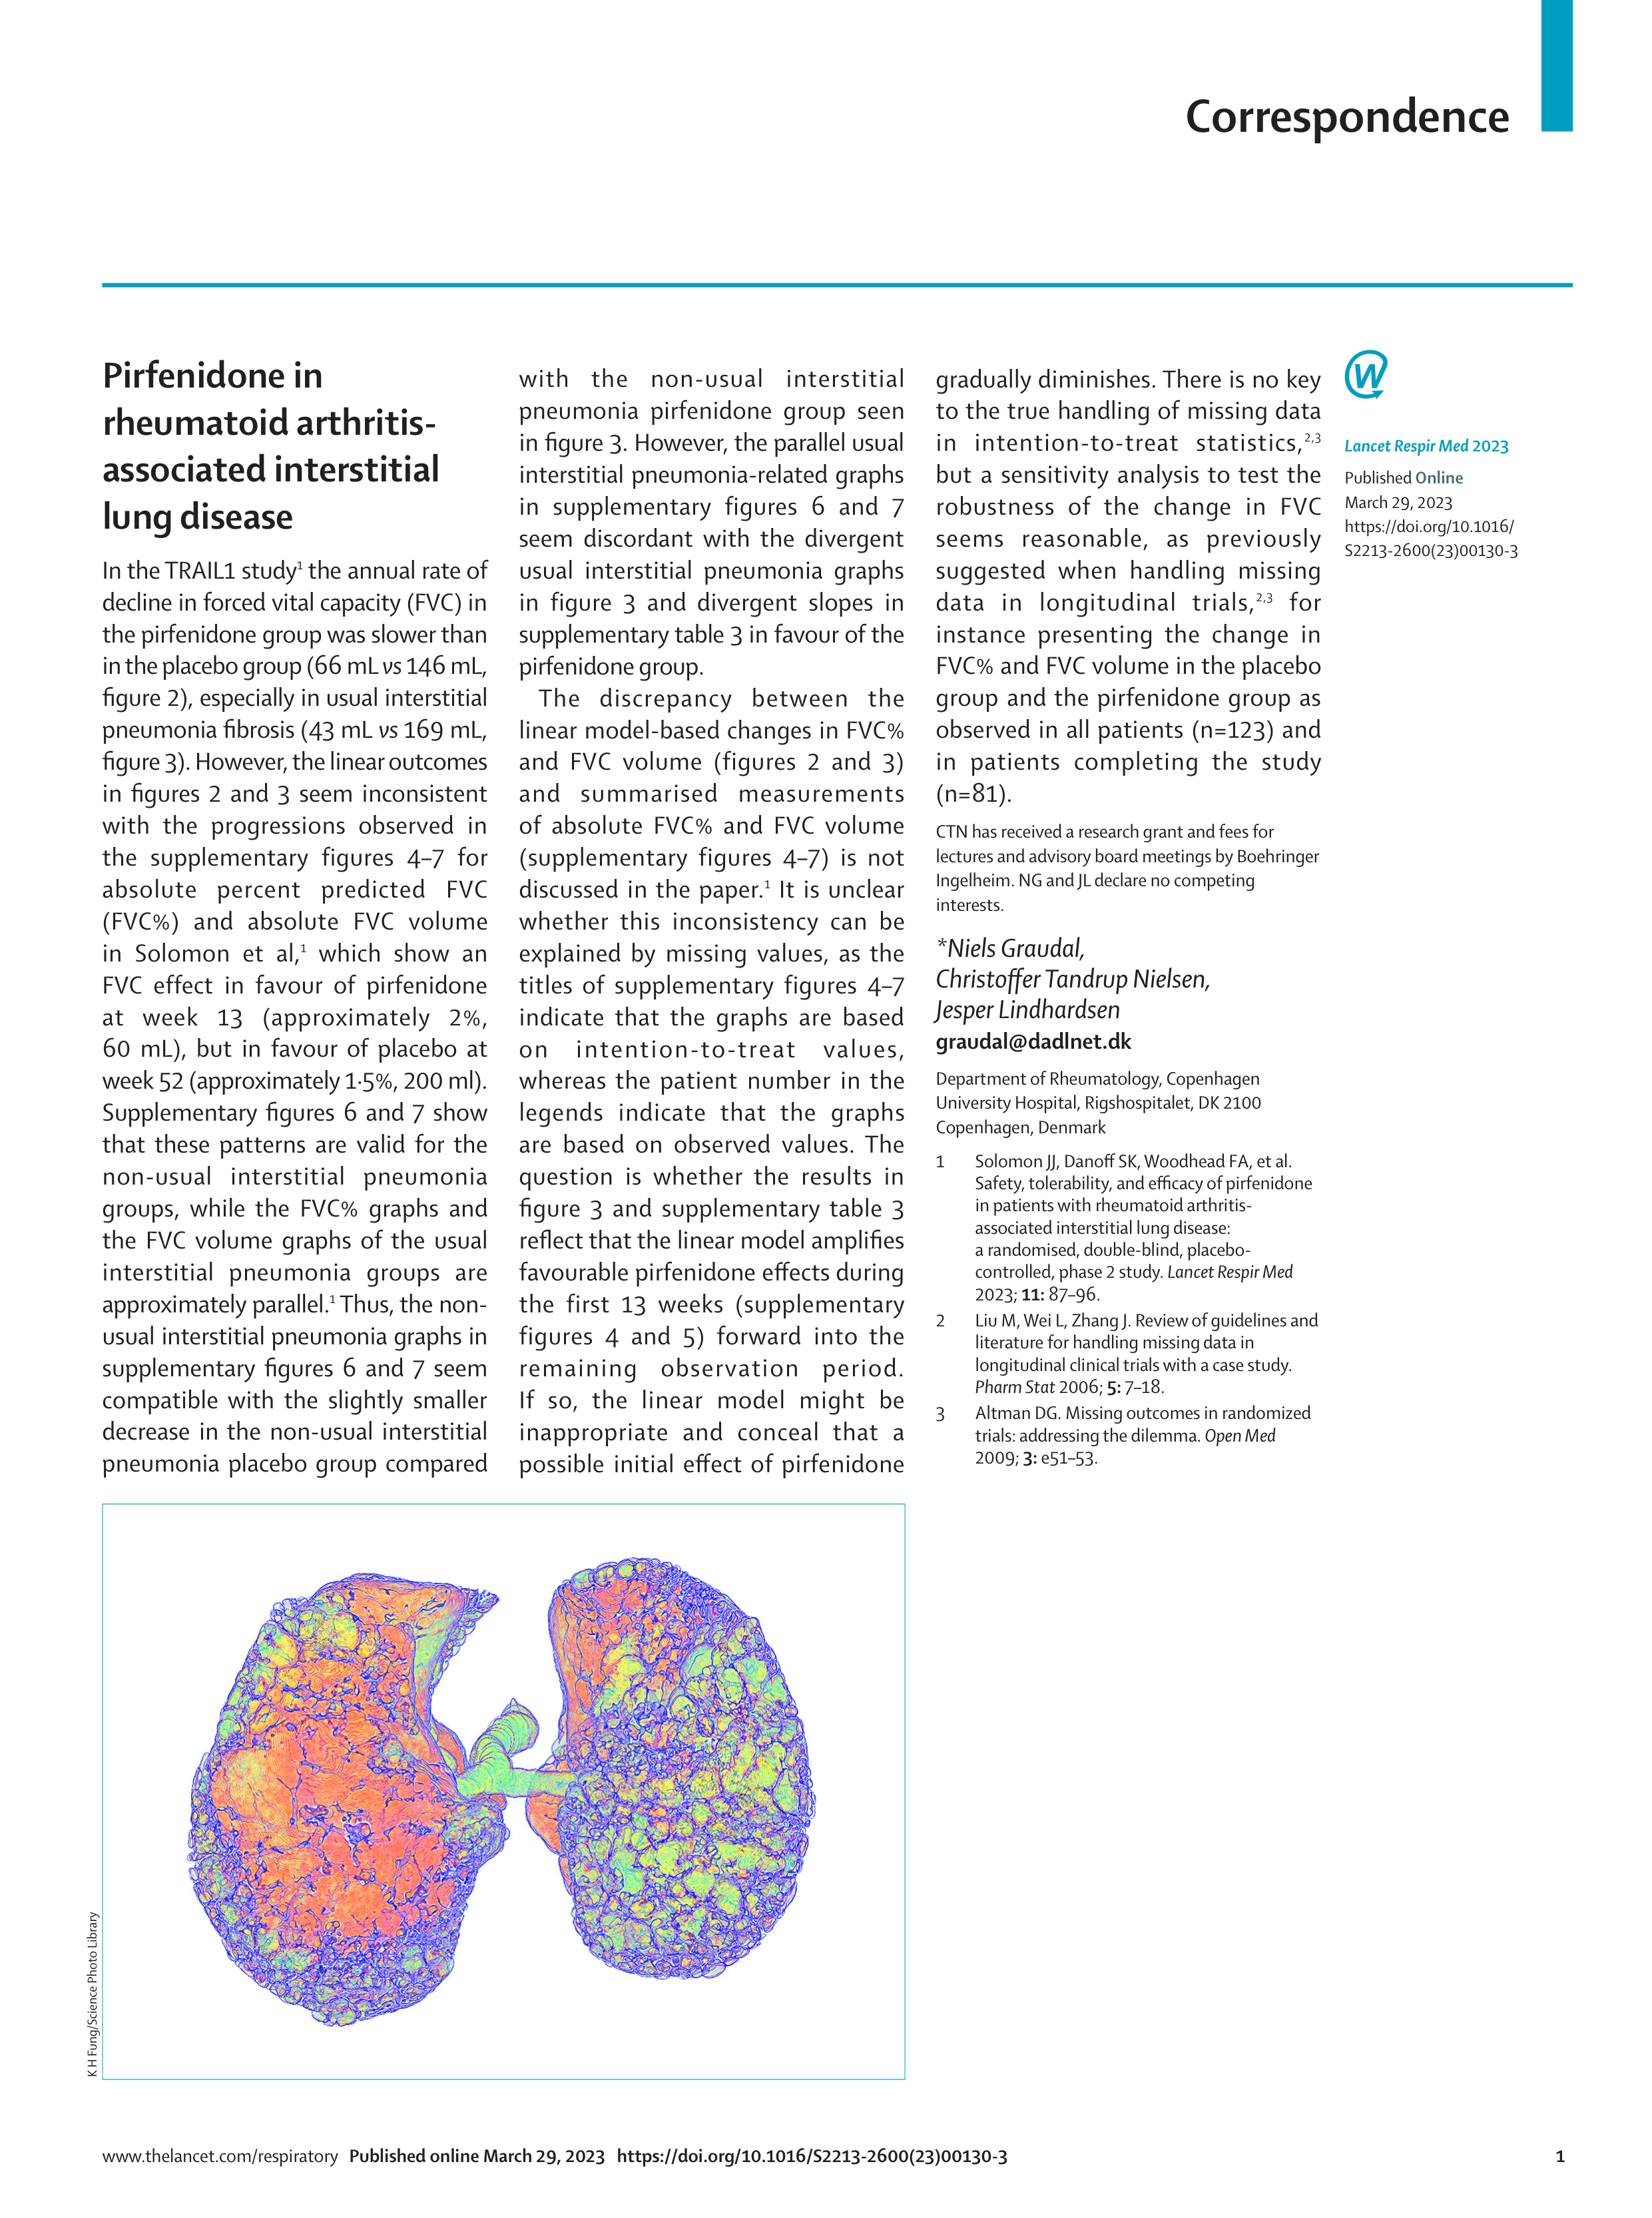 Correspondence
Pirfenidone in
rheumatoid arthritis-
associated interstitial
lung disease
In the TRAIL1 study1 the annual rate of
decline in forced vital capacity (FVC) in
the pirfenidone group was slower than
in the placebo group (66 mL vs 146 mL,
figure 2), especially in usual interstitial
pneumonia fibrosis (43 mL vs 169 mL,
figure 3). However, the linear outcomes
in figures 2 and 3 seem inconsistent
with the progressions observed in
the supplementary figures 4–7 for
absolute percent predicted FVC
(FVC%) and absolute FVC volume
in Solomon et al,1 which show an
FVC effect in favour of pirfenidone
at week 13 (approximately 2%,
60 mL), but in favour of placebo at
week 52 (approximately 1·5%, 200 ml).
Supplementary figures 6 and 7 show
that these patterns are valid for the
non-usual interstitial pneumonia
groups, while the FVC% graphs and
the FVC volume graphs of the usual
interstitial pneumonia groups are
approximately parallel.1 Thus, the non-
usual interstitial pneumonia graphs in
supplementary figures 6 and 7 seem
compatible with the slightly smaller
decrease in the non-usual interstitial
pneumonia placebo group compared
with the non-usual interstitial
pneumonia pirfenidone group seen
in figure 3. However, the parallel usual
interstitial pneumonia-related graphs
in supplementary figures 6 and 7
seem discordant with the divergent
usual interstitial pneumonia graphs
in figure 3 and divergent slopes in
supplementary table 3 in favour of the
pirfenidone group.
The discrepancy between the
linear model-based changes in FVC%
and FVC volume (figures 2 and 3)
and summarised measurements
of absolute FVC% and FVC volume
(supplementary figures 4–7) is not
discussed in the paper.1 It is unclear
whether this inconsistency can be
explained by missing values, as the
titles of supplementary figures 4–7
indicate that the graphs are based
on intention-to-treat values,
whereas the patient number in the
legends indicate that the graphs
are based on observed values. The
question is whether the results in
figure 3 and supplementary table 3
reflect that the linear model amplifies
favourable pirfenidone effects during
the first 13 weeks (supplementary
figures 4 and 5) forward into the
remaining observation period.
If so, the linear model might be
inappropriate and conceal that a
possible initial effect of pirfenidone
gradually diminishes. There is no key
to the true handling of missing data
in intention-to-treat statistics,2,3
but a sensitivity analysis to test the
robustness of the change in FVC
seems reasonable, as previously
suggested when handling missing
data in longitudinal trials,2,3 for
instance presenting the change in
FVC% and FVC volume in the placebo
group and the pirfenidone group as
observed in all patients (n=123) and
in patients completing the study
(n=81).
CTN has received a research grant and fees for
lectures and advisory board meetings by Boehringer
Ingelheim. NG and JL declare no competing
interests.
*Niels Graudal,
Christoffer Tandrup Nielsen,
Jesper Lindhardsen
graudal@dadlnet.dk
Department of Rheumatology, Copenhagen
University Hospital, Rigshospitalet, DK 2100
Copenhagen, Denmark
1 Solomon JJ, Danoff SK, Woodhead FA, et al.
Safety, tolerability, and efficacy of pirfenidone
in patients with rheumatoid arthritis-
associated interstitial lung disease:
a randomised, double-blind, placebo-
controlled, phase 2 study. Lancet Respir Med
2023; 11: 87–96.
2 Liu M, Wei L, Zhang J. Review of guidelines and
literature for handling missing data in
longitudinal clinical trials with a case study.
Pharm Stat 2006; 5: 7–18.
3 Altman DG. Missing outcomes in randomized
trials: addressing the dilemma. Open Med
2009; 3: e51–53.
W
Lancet Respir Med 2023
Published Online
March 29, 2023
https://doi.org/10.1016/
S2213-2600(23)00130-3
K H Fung/Science Photo Library
www.thelancet.com/respiratory Published online March 29, 2023 https://doi.org/10.1016/S2213-2600(23)00130-3
1